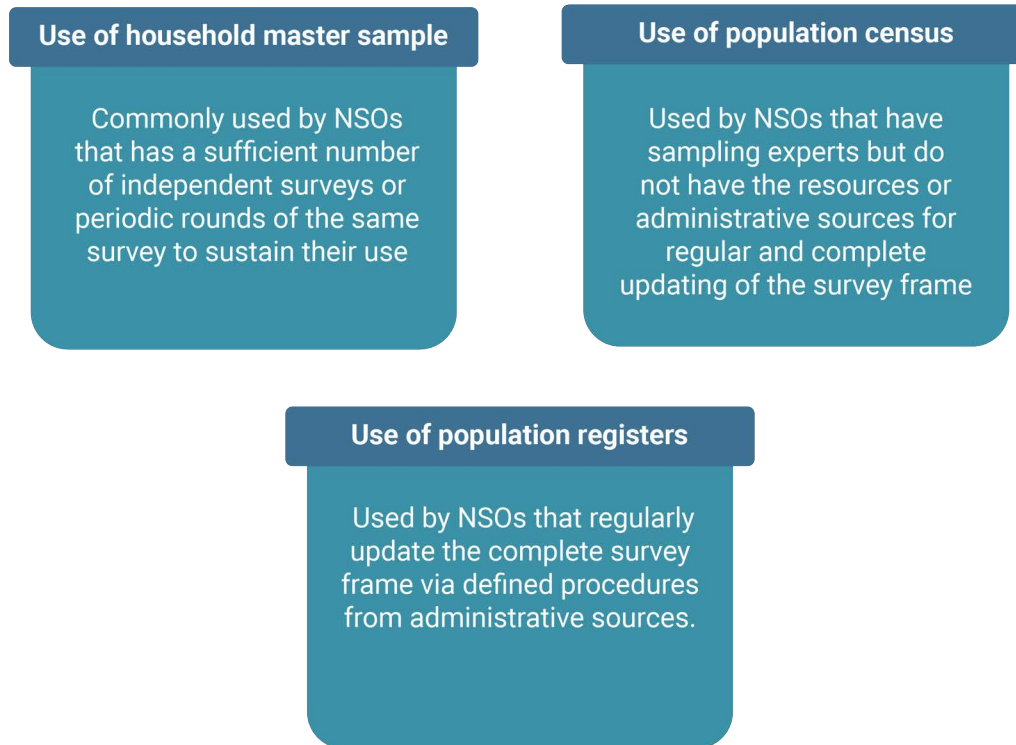 Use of household master sample
Commonly used by NSOs
that has a sufficient number
of independent surveys or
periodic rounds of the same
survey to sustain their use
Use of population census
Used by NSOs that have
sampling experts but do
not have the resources or
administrative sources for
regular and complete
updating of the survey frame
Use of population registers
Used by NSOs that regularly
update the complete survey
frame via defined procedures
from administrative sources.